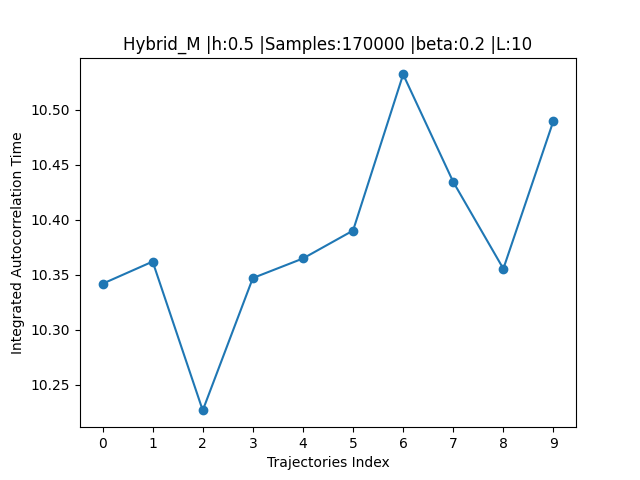 Hybrid_M |h:0.5 |Samples:170000 |beta:0.2 |L:10
Integrated Autocorrelation Time
10.50
10.45
10.40
10.35
10.30
10.25
0 1 2 3 4 5 6 7 8 9
Trajectories Index